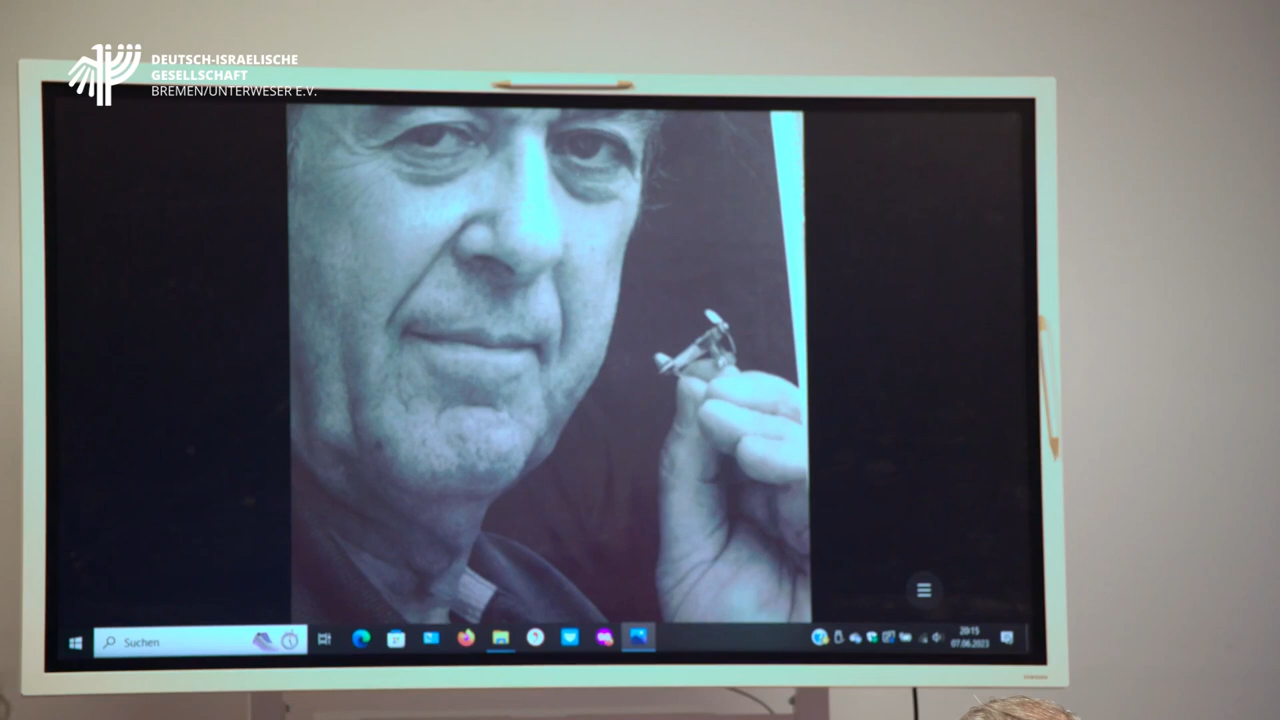 DEUTSCH-ISRAELISCHE
GESELLSCHAFT
BREMEN/UNTERWESER E.V.
Suchen
20:15
07.06.2023